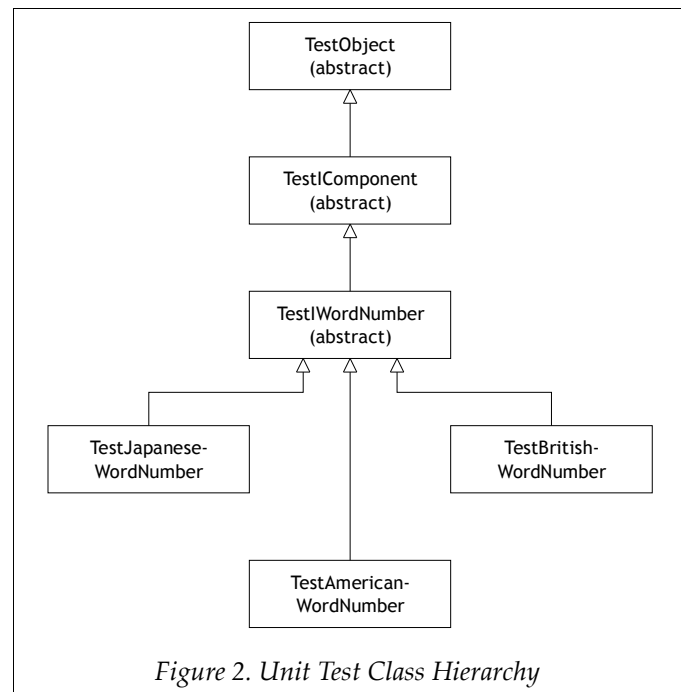 TestObject
(abstract)
TestIComponent
(abstract)
TestIWordNumber
(abstract)
TestJapanese-
WordNumber
TestBritish-
WordNumber
TestAmerican-
WordNumber
Figure 2. Unit Test Class Hierarchy